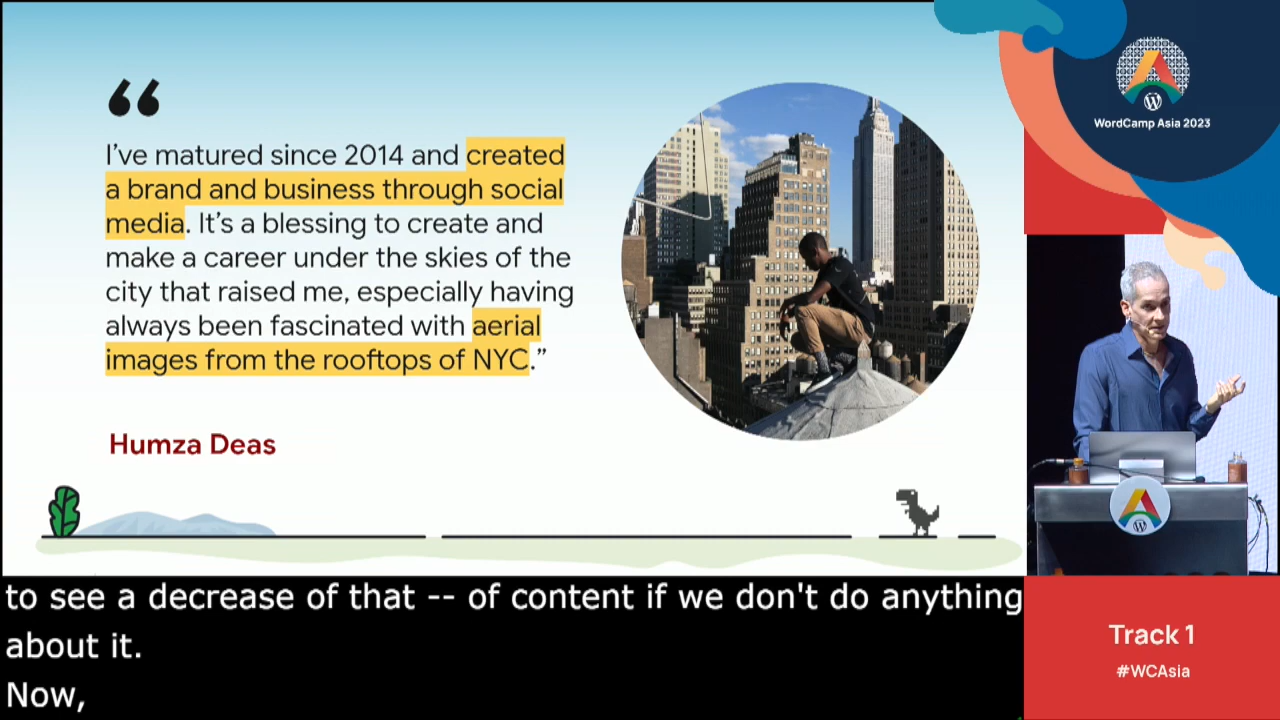 “
I’ve matured since 2014 and created
a brand and business through social
media. It’s a blessing to create and
make a career under the skies of the
city that raised me, especially having
always been fascinated with aerial
images from the rooftops of NYC.”
Humza Deas
WordCamp Asia 2023
to see a decrease of that -- of content if we don't do anything
about it.
Now,
Track 1
#WCAsia